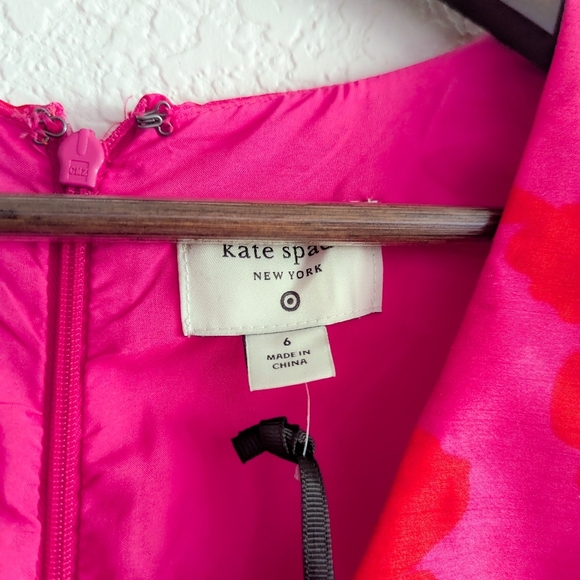 kate spa
NEW YORK
6
MADE IN
CHINA